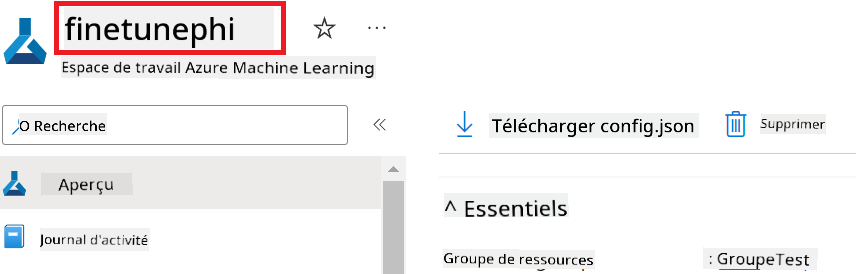 finetunephi
Espace de travail Azure Machine Learning
O Recherche
Aperçu
Journal d'activité
Télécharger config.json
Supprimer
^ Essentiels
Groupe de ressources : GroupeTest